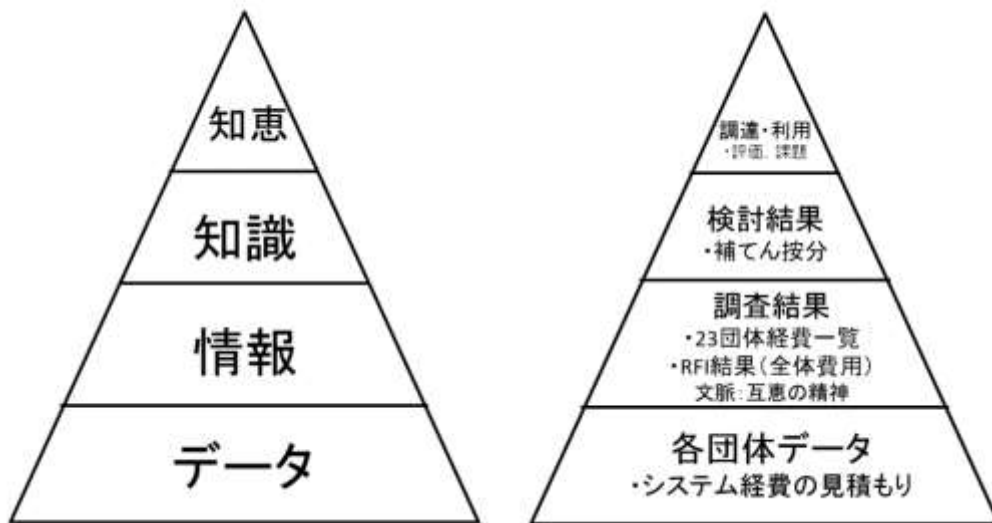 知恵
知識
情報
データ
調達・利用
・評価、課題
検討結果
・補てん按分
調査結果
・23団体経費一覧
・RFI結果(全体費用)
文脈:互恵の精神
各団体データ
・システム経費の見積もり